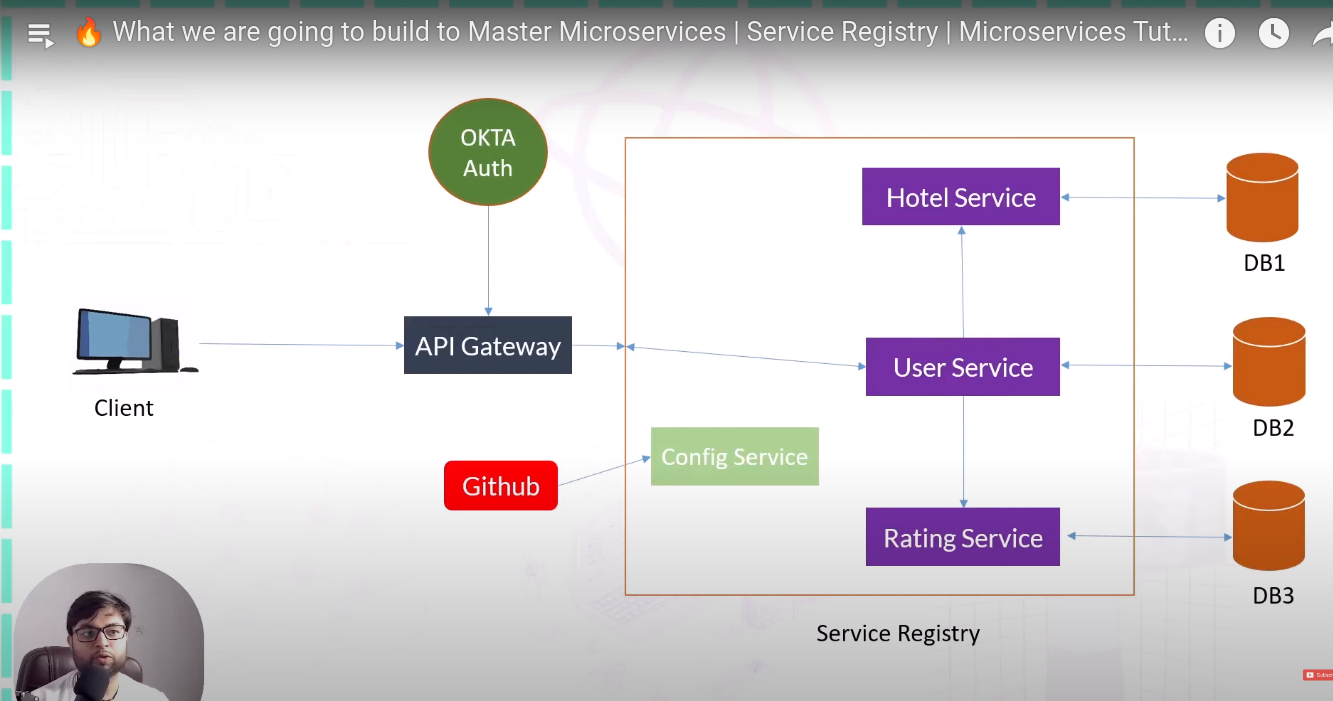 🔥 What we are going to build to Master Microservices | Service Registry | Microservices Tut...
OKTA
Auth
Hotel Service
DB1
API Gateway
User Service
Client
DB2
Config Service
Github
Rating Service
DB3
Service Registry